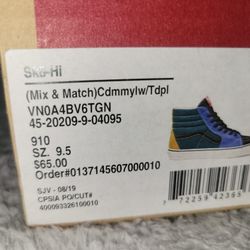 Sk8-Hi
(Mix & Match)Cdmmylw/Tdpl
VN0A4BV6TGN
45-20209-9-04095
910
SZ. 9.5
$65.00
Order#0137145607000010
SJV - 08/19
CPSIA PO/CUT#
400093326100010